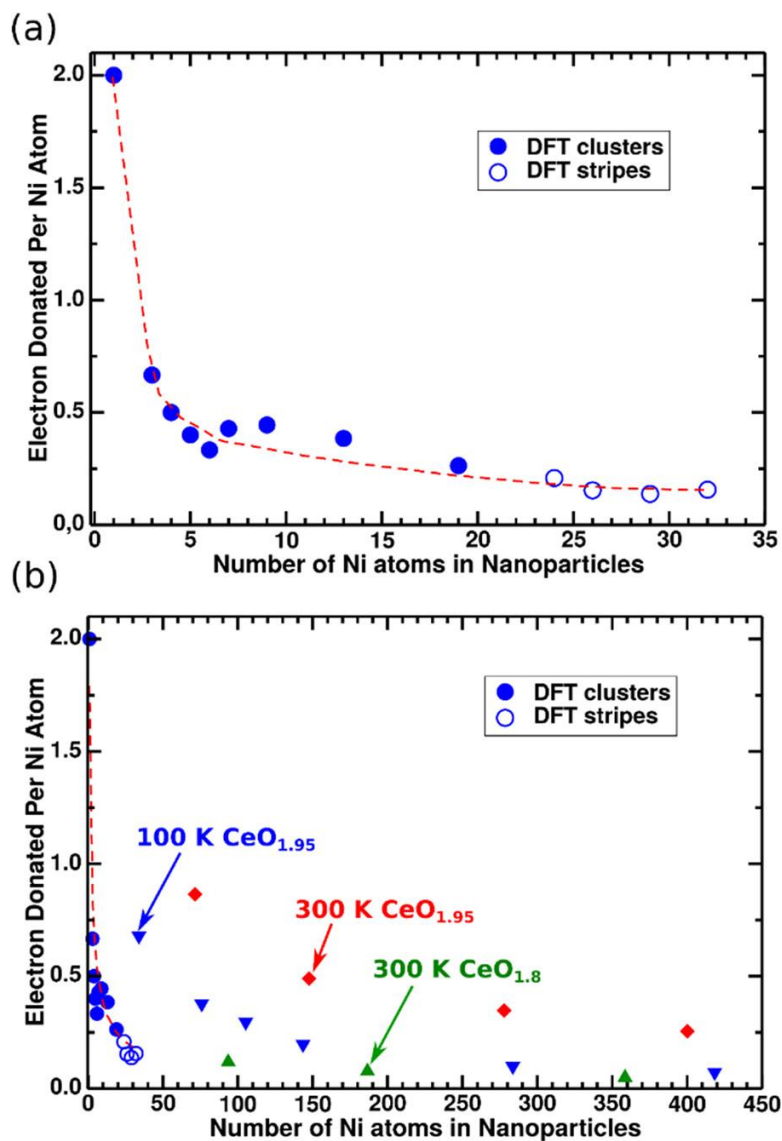 (a)
2.0
1.5
1.0
0.5
0,0
Electron Donated Per Ni Atom
DFT clusters
DFT stripes
0 5 10 15 20 25 30 35
Number of Ni atoms in Nanoparticles
(b)
2.0
1.5
1.0
0.5
0.0
Electron Donated Per Ni Atom
DFT clusters
DFT stripes
100 K CeO1.95
300 K CeO1.95
300 K CeO1.8
0 50 100 150 200 250 300 350 400 450
Number of Ni atoms in Nanoparticles